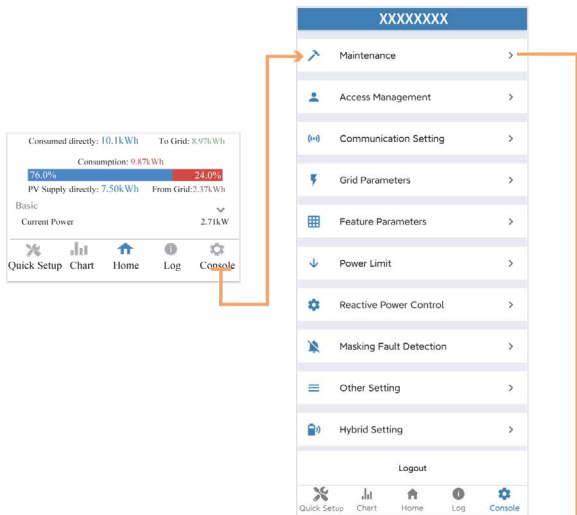 Consumed directly: 10.1kWh To Grid: 8.97kWh
Consumption: 9.87kWh
76.0% 24.0%
PV Supply directly: 7.50kWh From Grid:2.37kWh
Basic
Current Power 2.71kW
Quick Setup Chart Home Log Console
XXXXXXXX
Maintenance
Access Management
Communication Setting
Grid Parameters
Feature Parameters
Power Limit
Reactive Power Control
Masking Fault Detection
Other Setting
Hybrid Setting
Logout
Quick Setup Chart Home Log Console